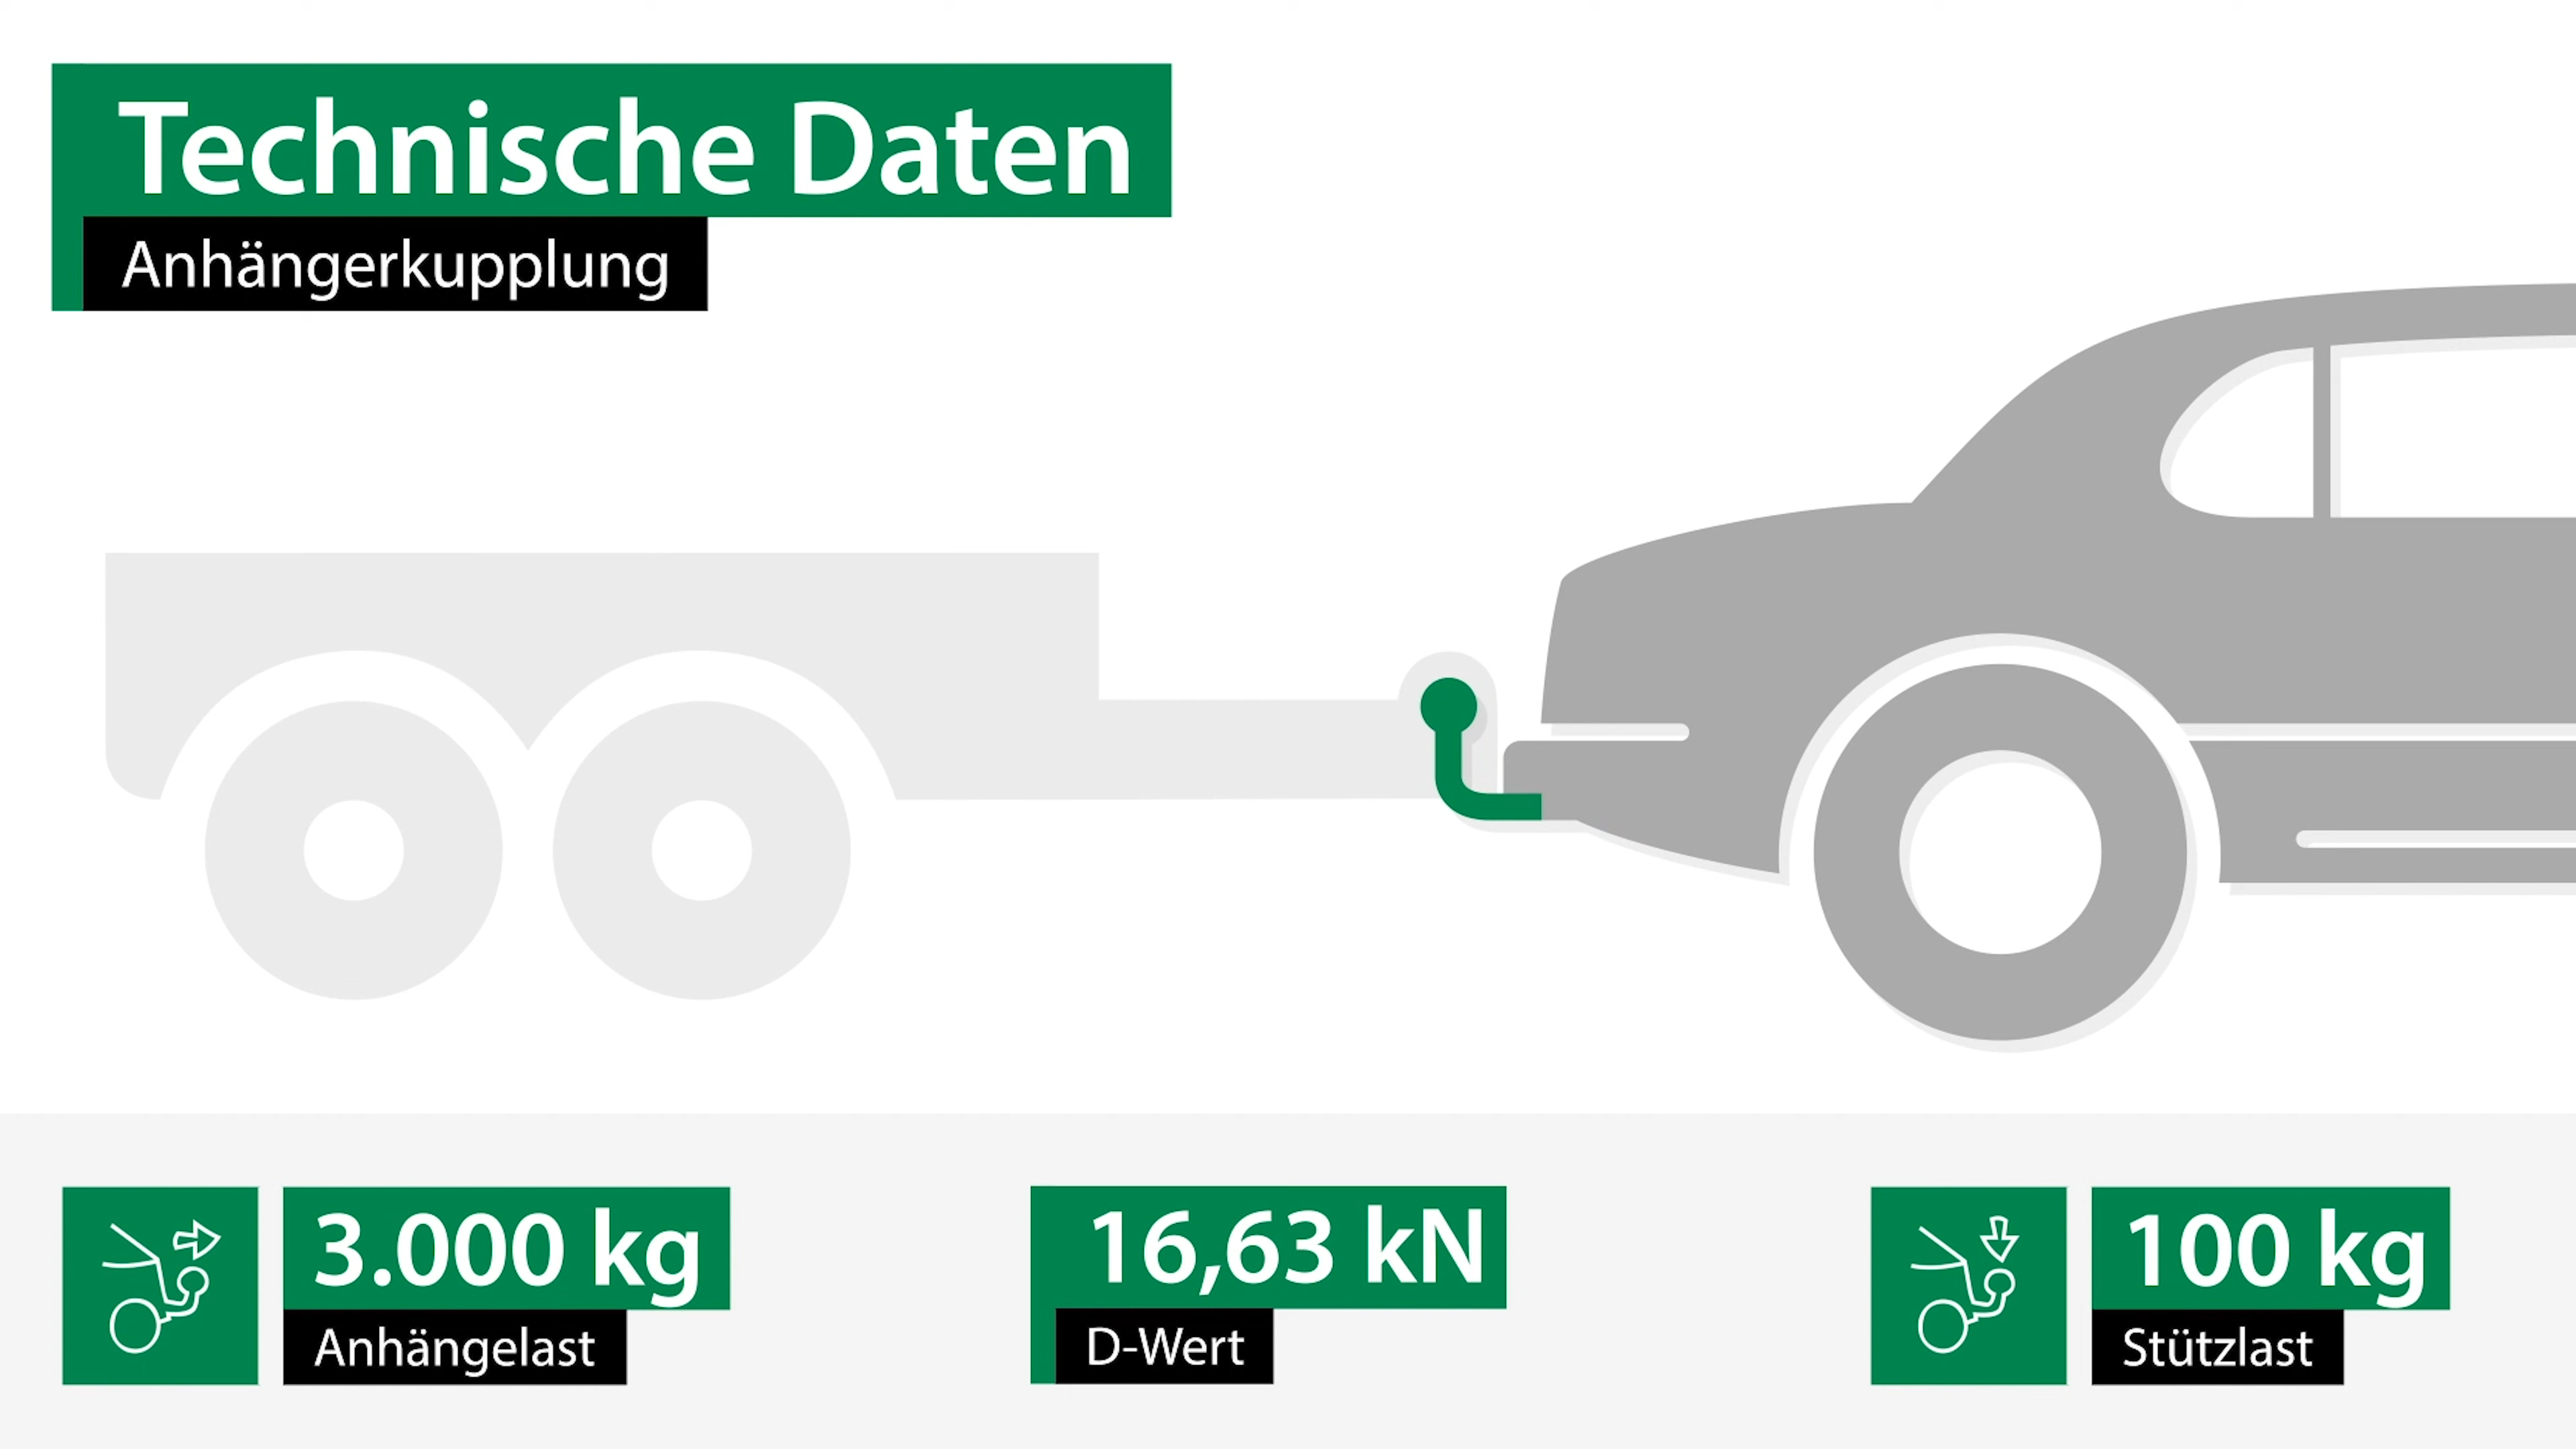 Technische Daten
Anhängerkupplung
3.000 kg
Anhängelast
16,63 kN
D-Wert
100 kg
Stützlast